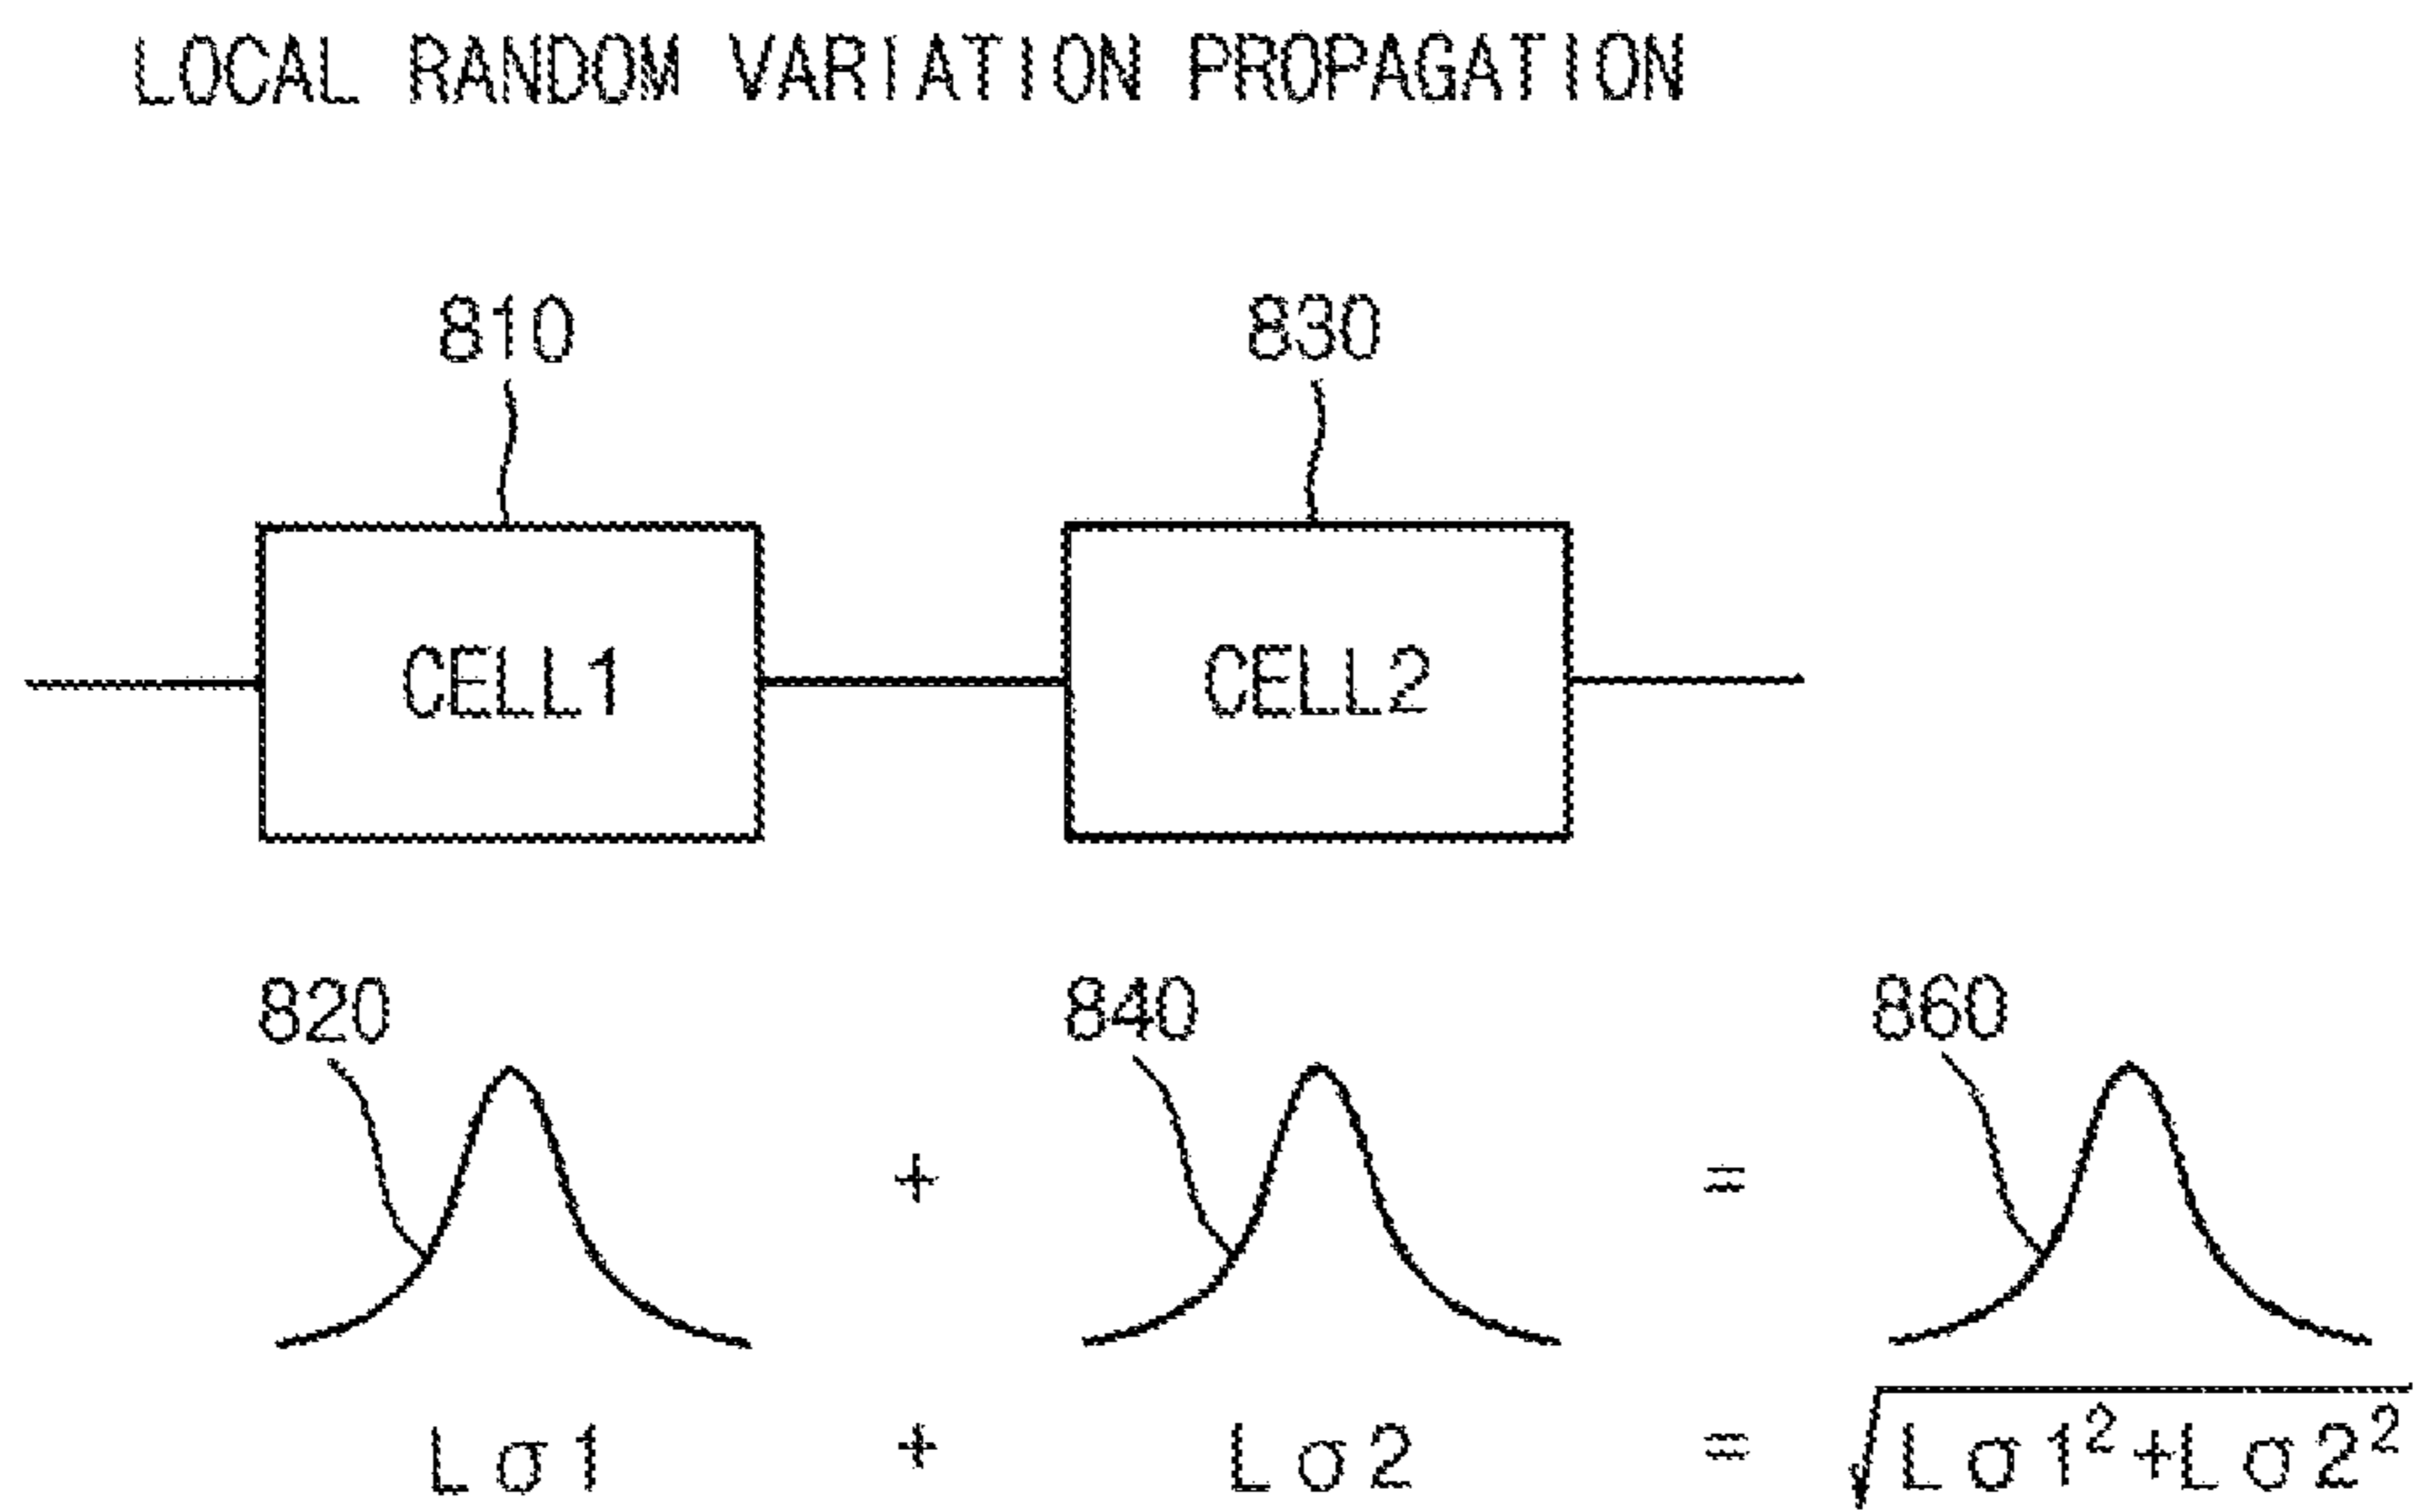 LOCAL RANDOM VARIATION PROPAGATION
810 830
CELL1 CELL2
820 840 860
+ =
Lσ1 + Lσ2 = √Lσ1²+Lσ2²